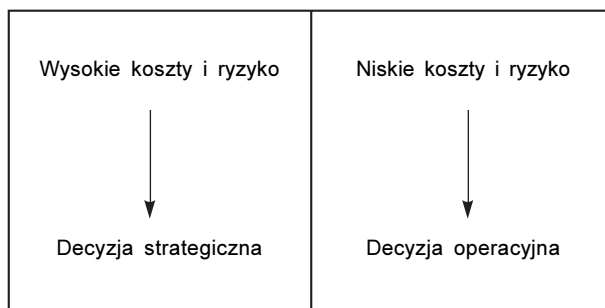 Wysokie koszty i ryzyko
Decyzja strategiczna
Niskie koszty i ryzyko
Decyzja operacyjna